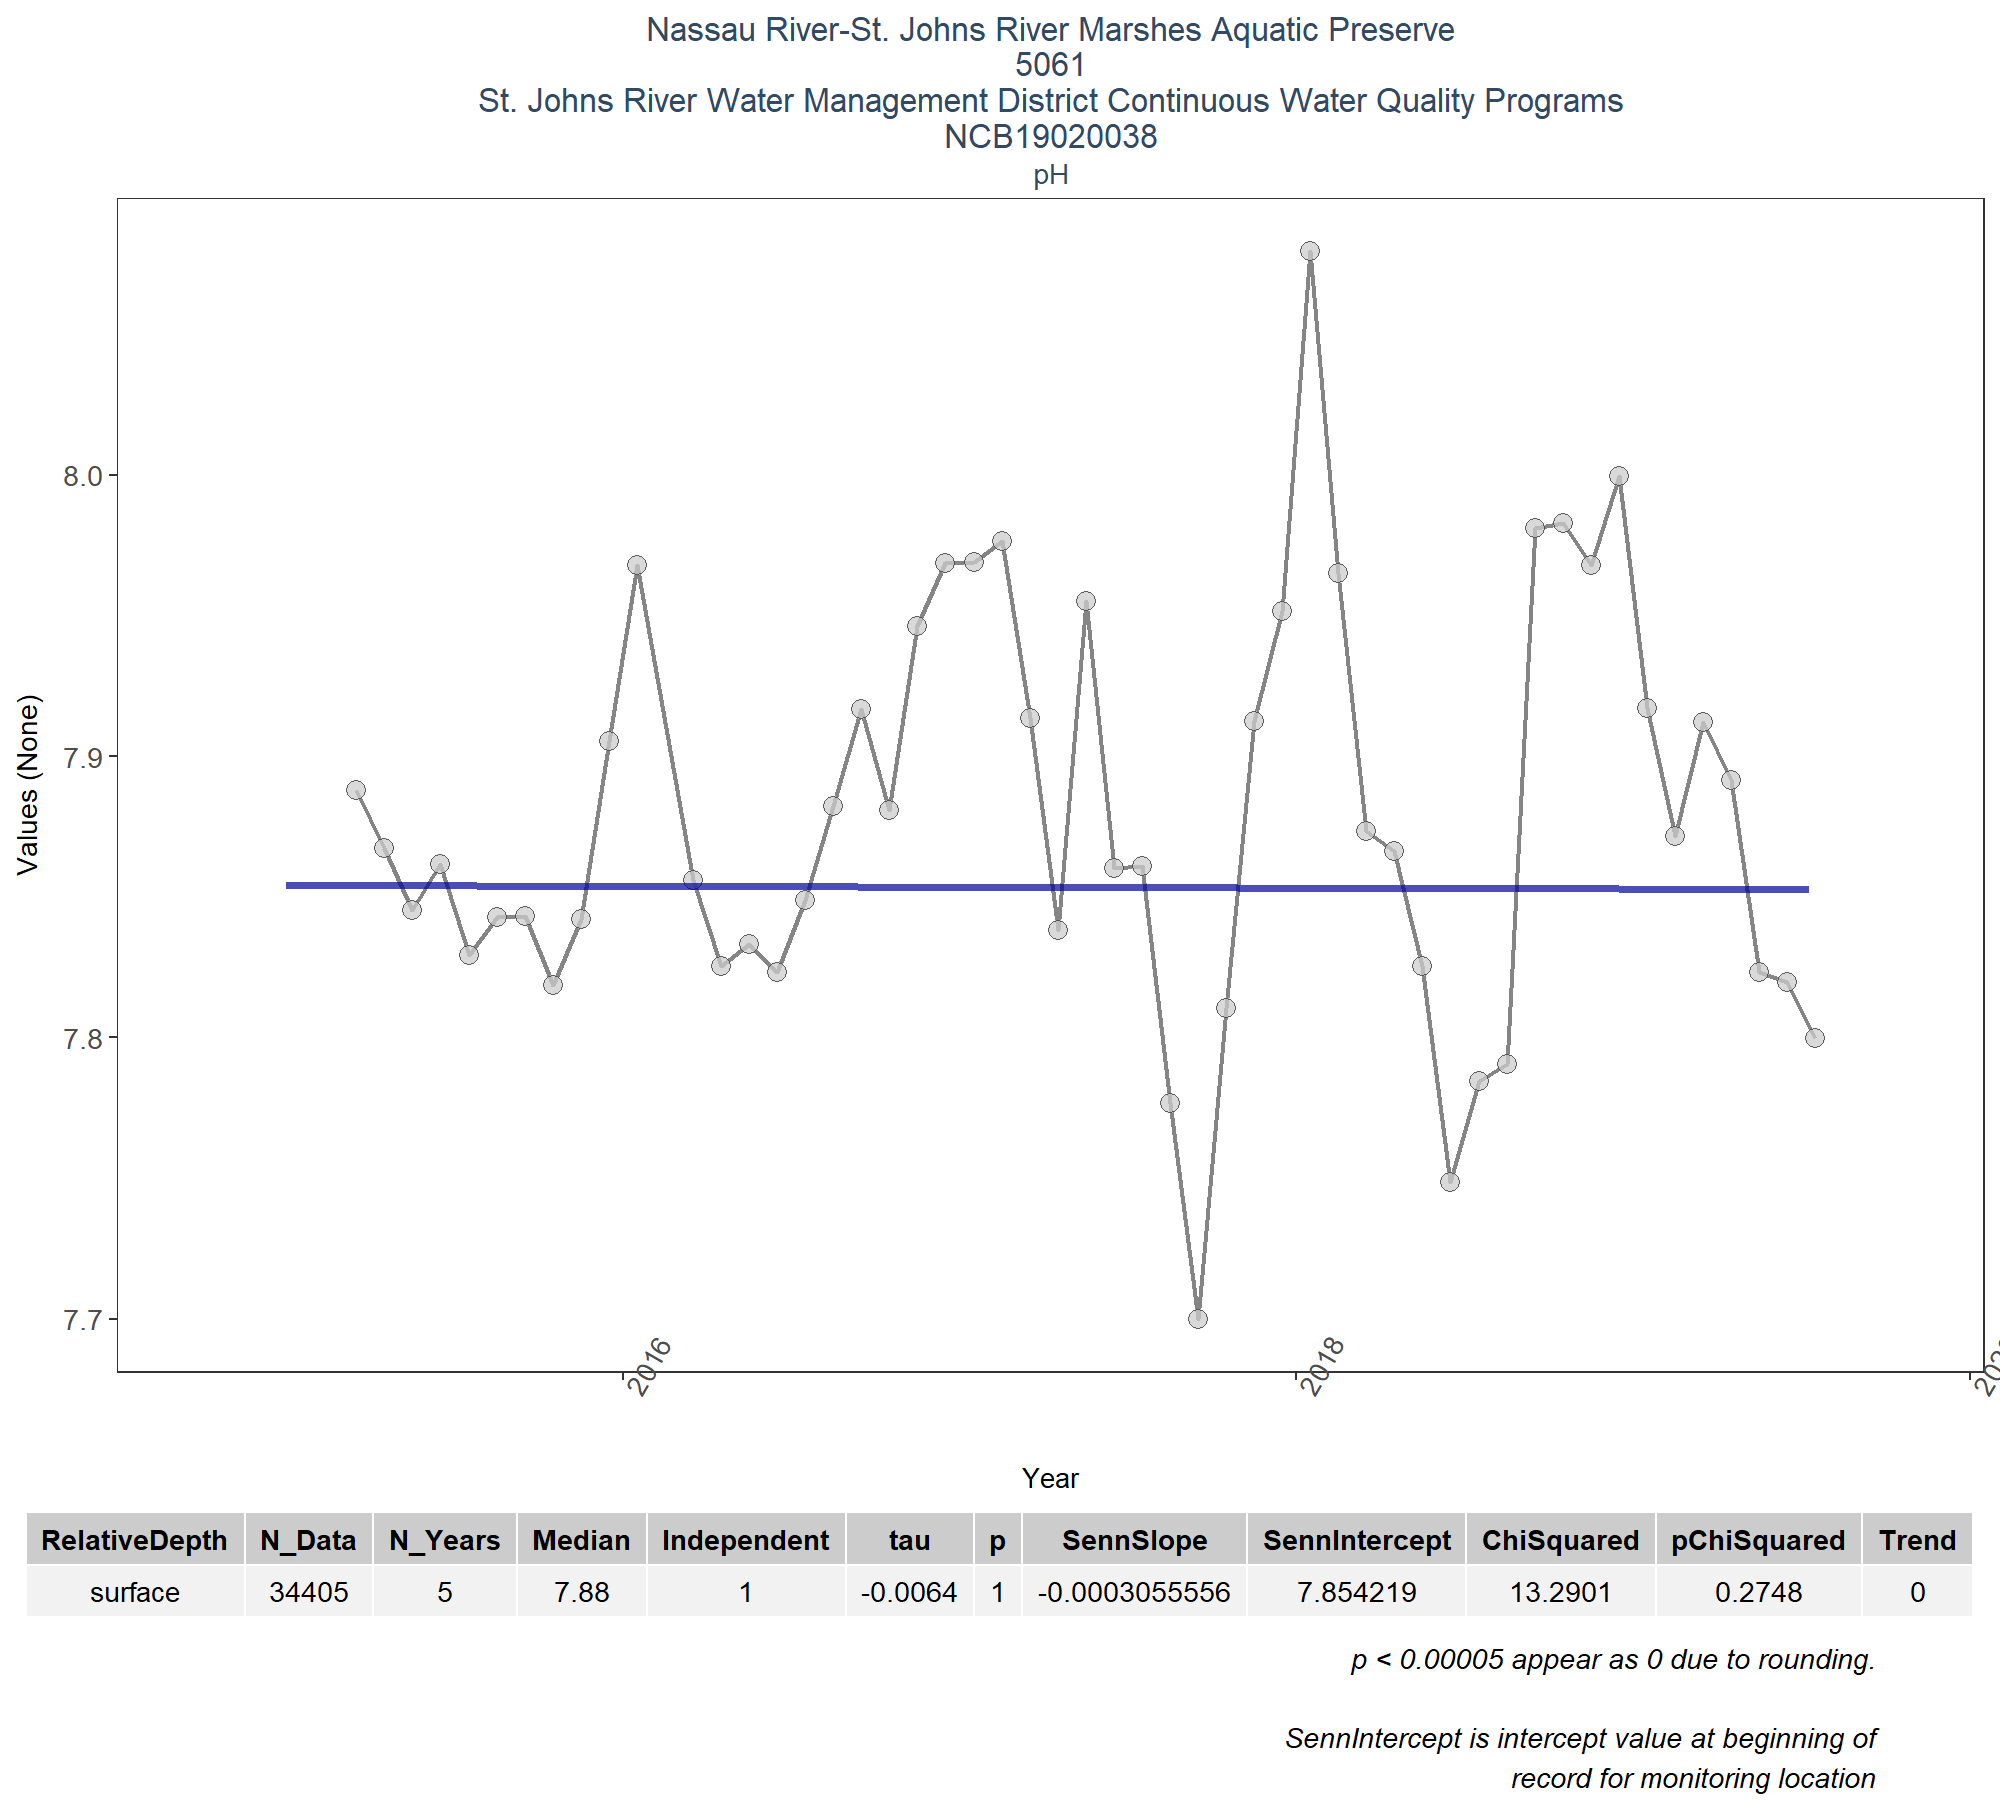 Nassau River-St. Johns River Marshes Aquatic Preserve
5061
St. Johns River Water Management District Continuous Water Quality Programs
NCB19020038
pH
Values (None)
8.0
7.9
7.8
7.7
2016
2018
Year
RelativeDepth N_Data N_Years Median Independent tau p SennSlope SennIntercept ChiSquared pChiSquared Trend
surface 34405 5 7.88 1 -0.0064 1 -0.0003055556 7.854219 13.2901 0.2748 0
p < 0.00005 appear as 0 due to rounding.
SennIntercept is intercept value at beginning of
record for monitoring location